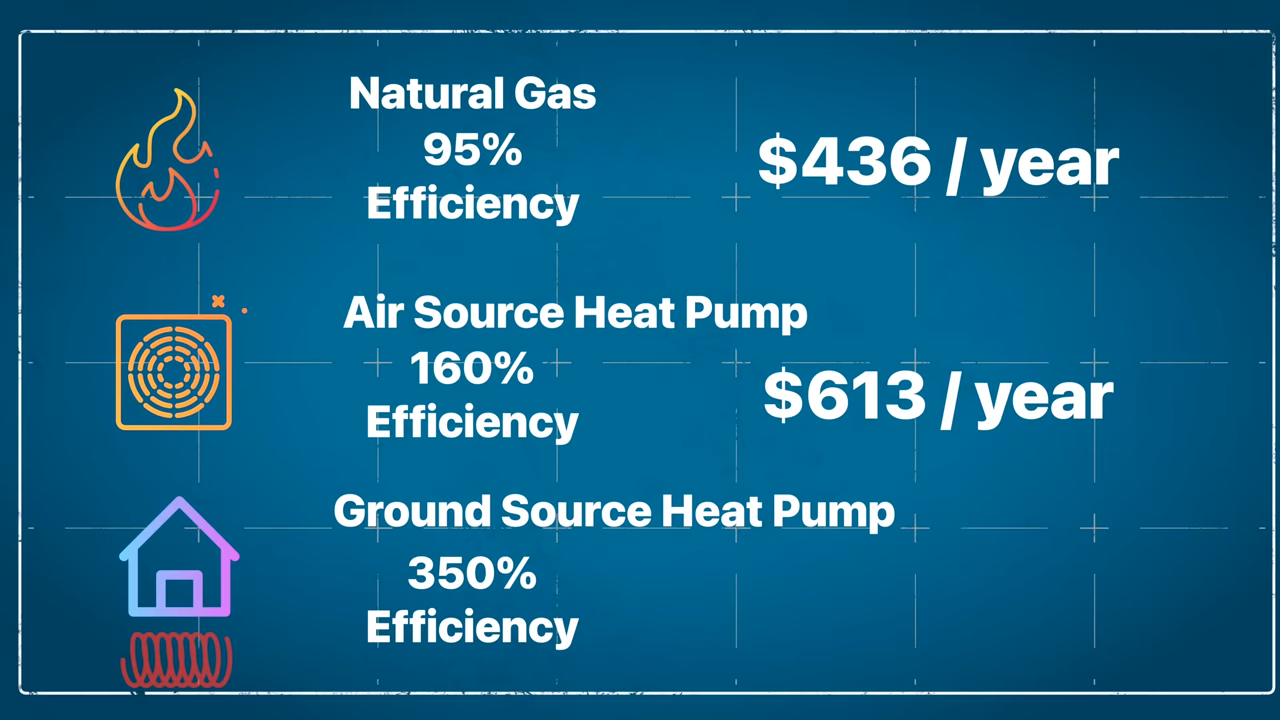 Natural Gas
95%
Efficiency
$436 / year
Air Source Heat Pump
160%
Efficiency
$613 / year
Ground Source Heat Pump
350%
Efficiency